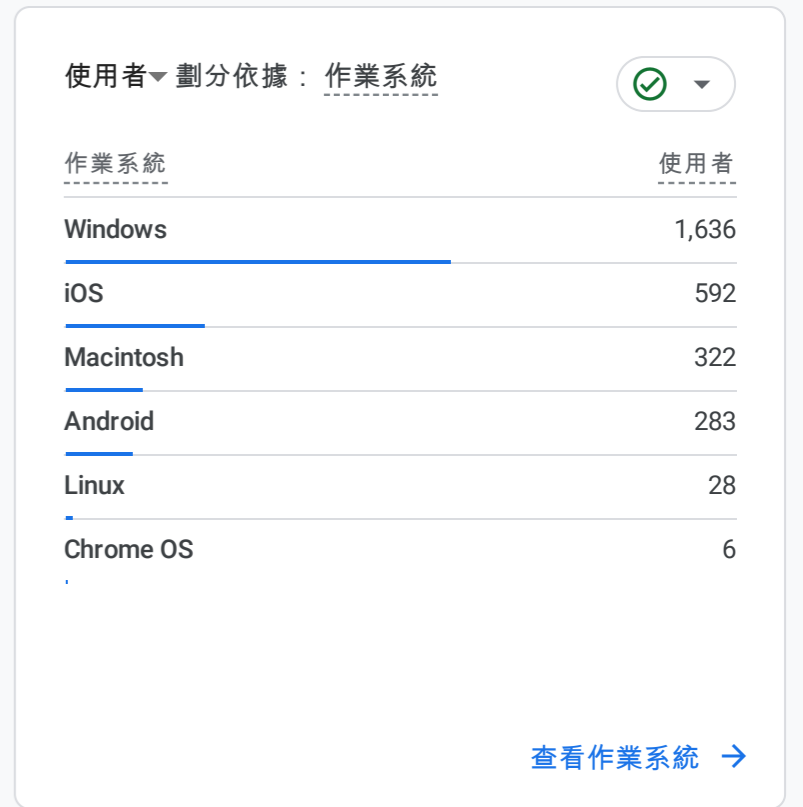 使用者 劃分依據： 作業系統
作業系統 使用者
Windows 1,636
iOS 592
Macintosh 322
Android 283
Linux 28
Chrome OS 6
查看作業系統